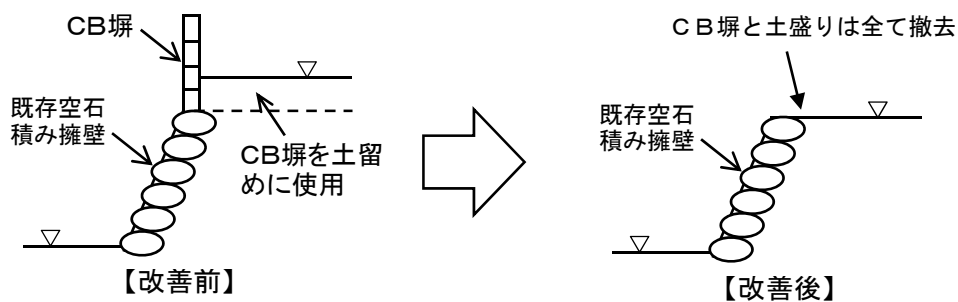 CB塀
既存空石
積み擁壁
CB塀を土留
めに使用
【改善前】
CB塀と土盛りは全て撤去
既存空石
積み擁壁
【改善後】